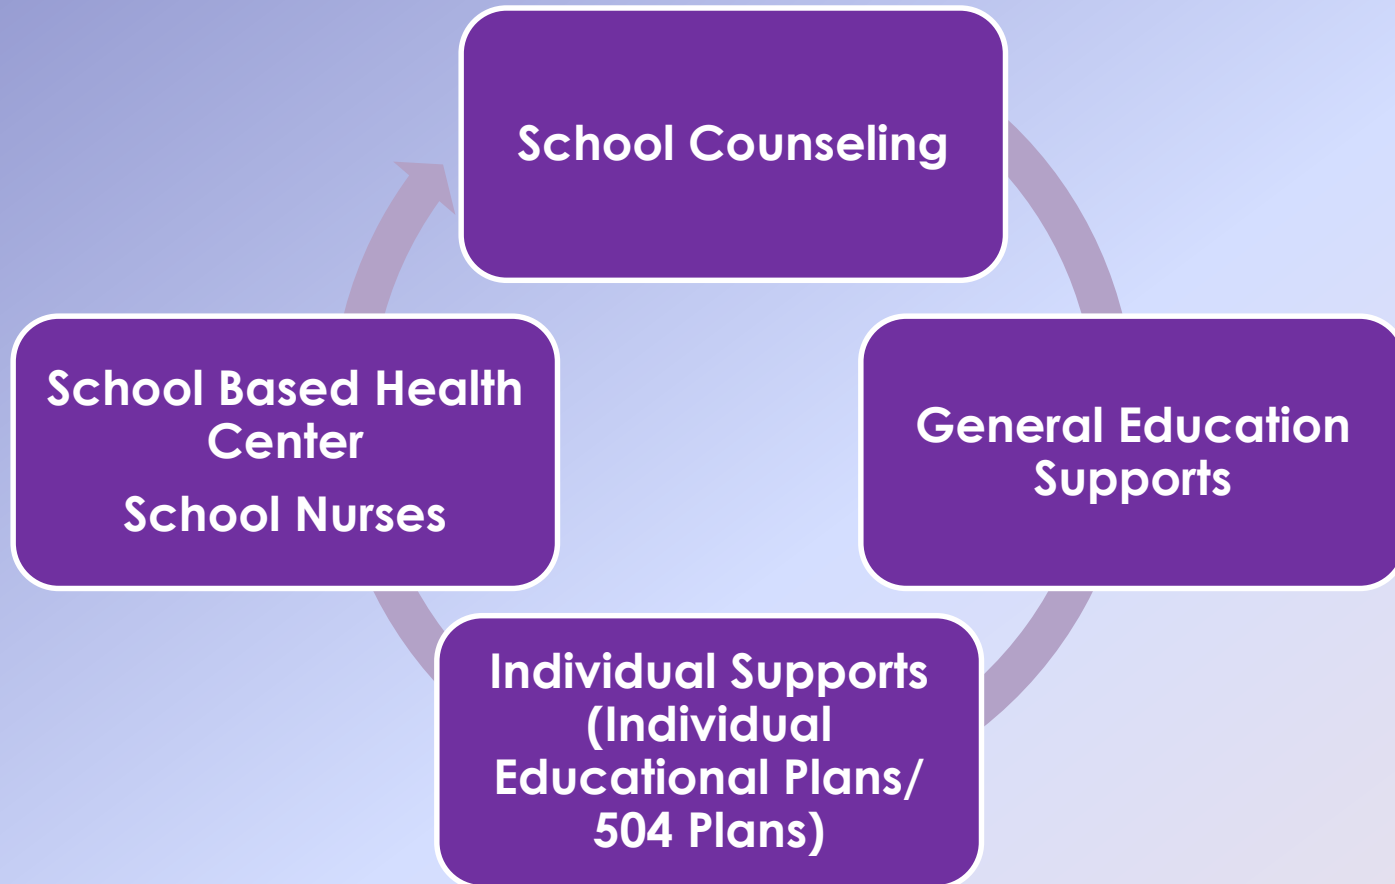 School Counseling
General Education
Supports
Individual Supports
(Individual
Educational Plans/
504 Plans)
School Based Health
Center
School Nurses